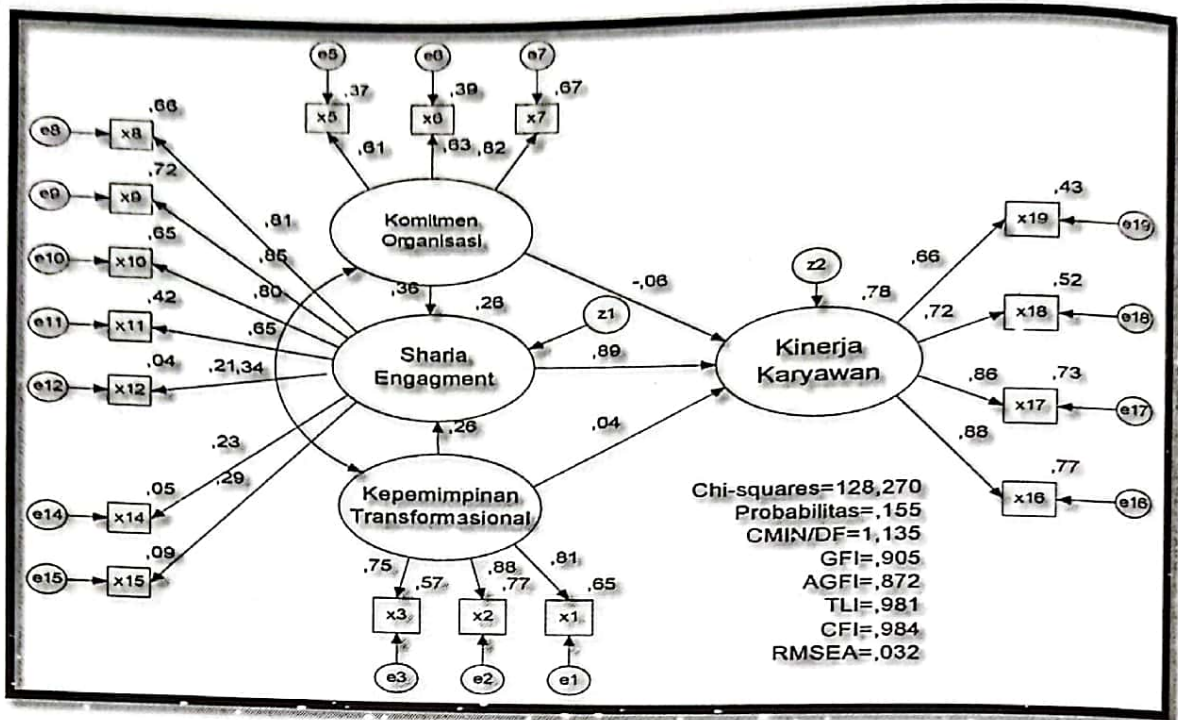 e5
e6
e7
,37
,39
,67
x5
x6
x7
,61
,63
,82
,66
e8
x8
,72
e9
x9
,65
e10
x10
,42
e11
x11
,04
e12
x12
,81
,85
,80
,65
,21
,34
,23
,29
,05
e14
x14
,09
e15
x15
Komitmen
Organisasi
,36
,26
z1
-,06
Sharia
Engagment
,89
,26
,04
Kepemimpinan
Transformasional
,75
,88
,81
,57
,77
,65
x3
x2
x1
e3
e2
e1
z2
,78
Kinerja
Karyawan
,66
,72
,86
,88
,43
x19
e19
,52
x18
e18
,73
x17
e17
,77
x16
e16
Chi-squares=128,270
Probabilitas=,155
CMIN/DF=1,135
GFI=,905
AGFI=,872
TLI=,981
CFI=,984
RMSEA=,032